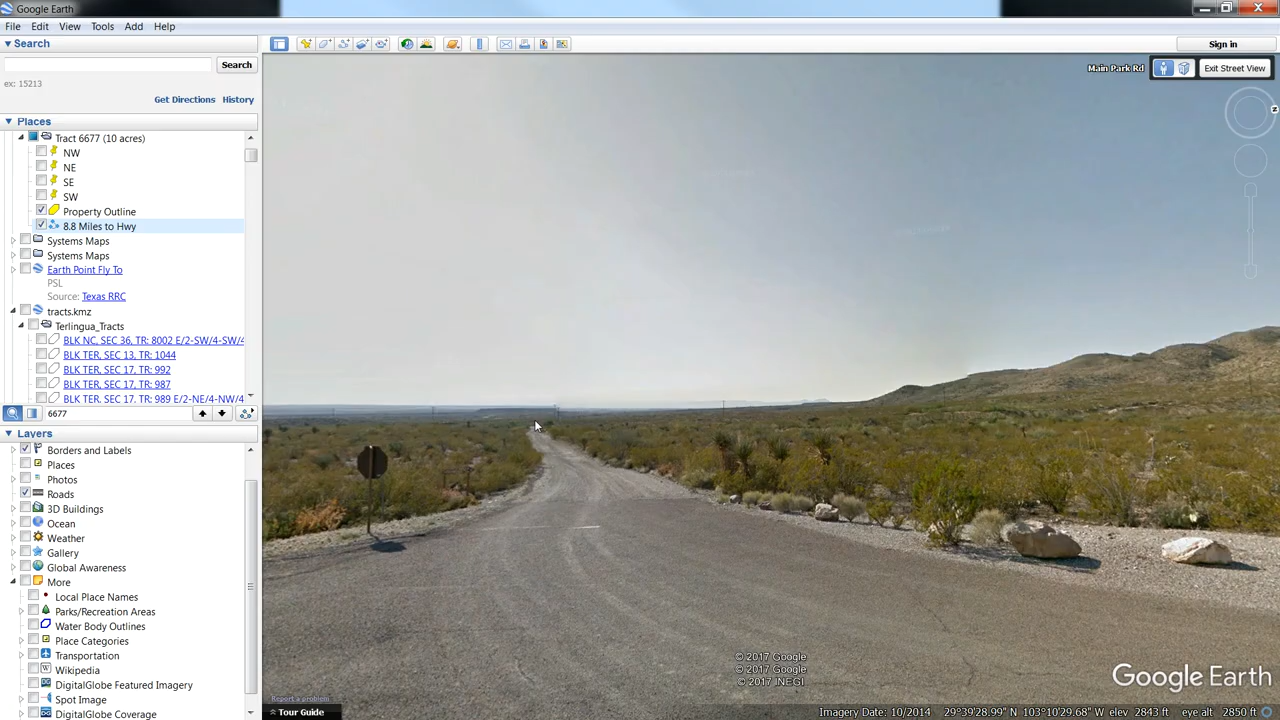 Google Earth
File Edit View Tools Add Help
Search
Search
ex: 15213
Get Directions History
Places
Tract 6677 (10 acres)
NW
NE
SE
SW
Property Outline
8.8 Miles to Hwy
Systems Maps
Systems Maps
Earth Point Fly To
PSL
Source: Texas RRC
tracts.kmz
Terlingua_Tracts
BLK NC, SEC 36, TR: 8002 E/2-SW/4-SW/4
BLK TER, SEC 13, TR: 1044
BLK TER, SEC 17, TR: 992
BLK TER, SEC 17, TR: 987
BLK TER, SEC 17, TR: 989 E/2-NE/4-NW/4
6677
Layers
Borders and Labels
Places
Photos
Roads
3D Buildings
Ocean
Weather
Gallery
Global Awareness
More
Local Place Names
Parks/Recreation Areas
Water Body Outlines
Place Categories
Transportation
Wikipedia
DigitalGlobe Featured Imagery
Spot Image
DigitalGlobe Coverage
Sign in
Main Park Rd
Exit Street View
© 2017 Google
© 2017 Google
© 2017 INEGI
Google Earth
Report a problem
Tour Guide
Imagery Date: 10/2014 29°39'28.99" N 103°10'29.68" W elev 2843 ft eye alt 2850 ft